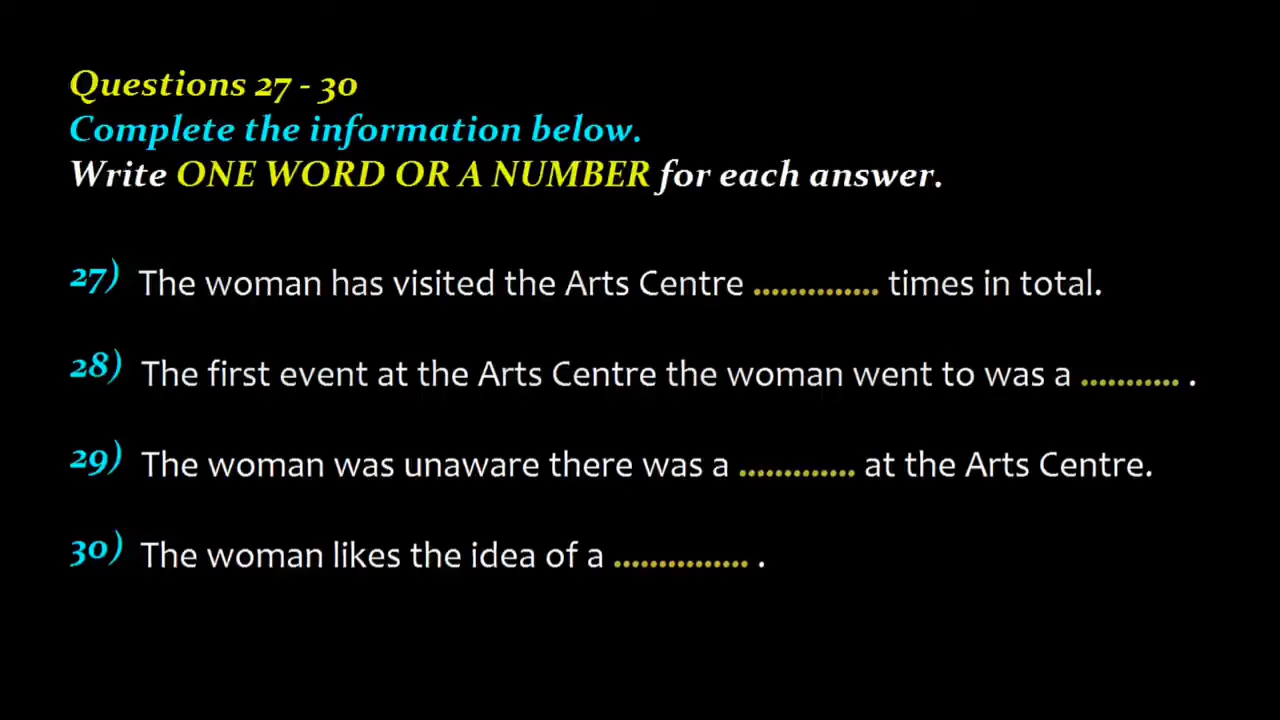 Questions 27 - 30
Complete the information below.
Write ONE WORD OR A NUMBER for each answer.
27) The woman has visited the Arts Centre .............. times in total.
28) The first event at the Arts Centre the woman went to was a ........... .
29) The woman was unaware there was a ............. at the Arts Centre.
30) The woman likes the idea of a ............... .